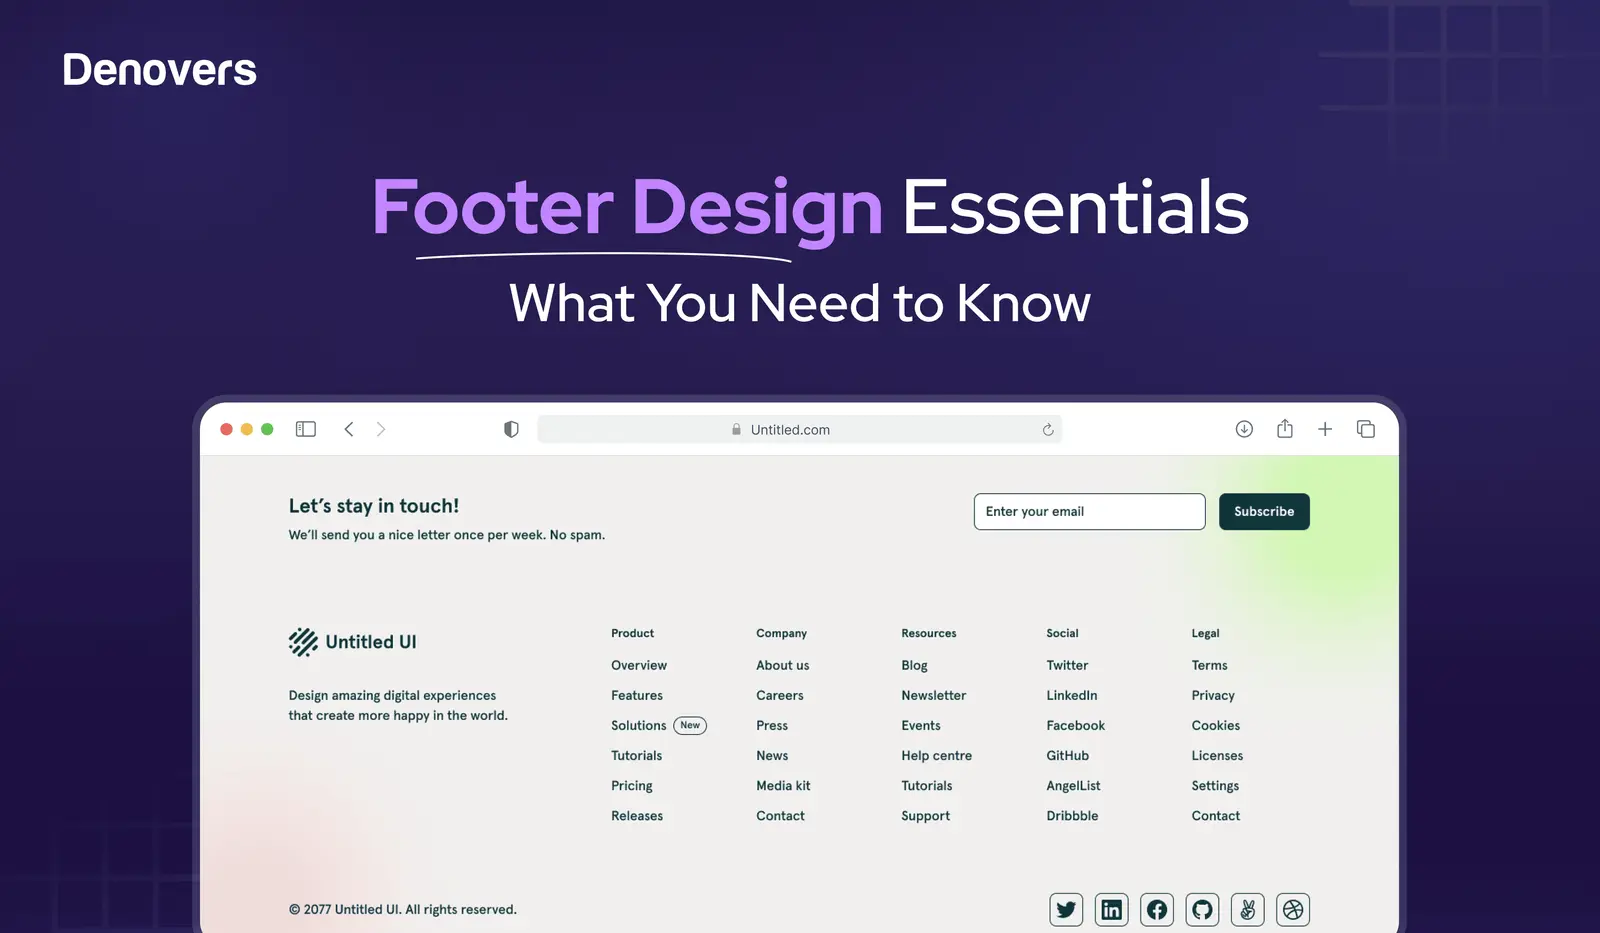 Denovers
Footer Design Essentials
What You Need to Know
Untitled.com
Let’s stay in touch!
We’ll send you a nice letter once per week. No spam.
Enter your email
Subscribe
Untitled UI
Design amazing digital experiences
that create more happy in the world.
Product
Overview
Features
Solutions New
Tutorials
Pricing
Releases
Company
About us
Careers
Press
News
Media kit
Contact
Resources
Blog
Newsletter
Events
Help centre
Tutorials
Support
Social
Twitter
LinkedIn
Facebook
GitHub
AngelList
Dribbble
Legal
Terms
Privacy
Cookies
Licenses
Settings
Contact
© 2077 Untitled UI. All rights reserved.